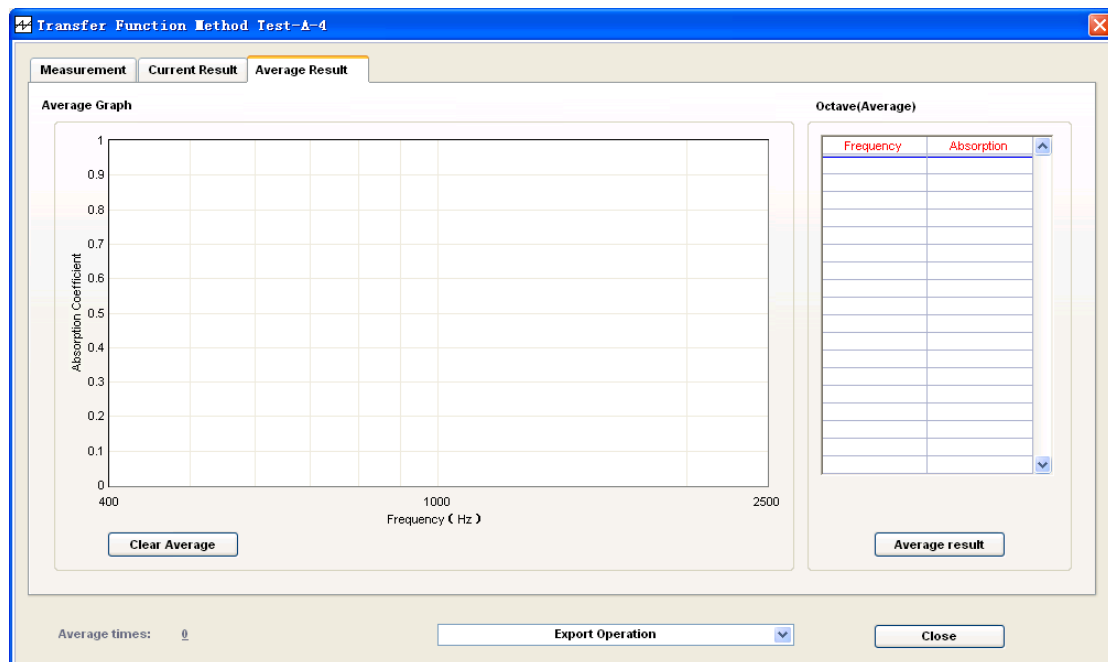 Transfer Function Method Test-A-4
Measurement Current Result Average Result
Average Graph
Octave(Average)
Frequency Absorption
1
0.9
0.8
0.7
0.6
0.5
0.4
0.3
0.2
0.1
0
Absorption Coefficient
400 1000 2500
Frequency ( Hz )
Clear Average
Average result
Average times: 0
Export Operation
Close